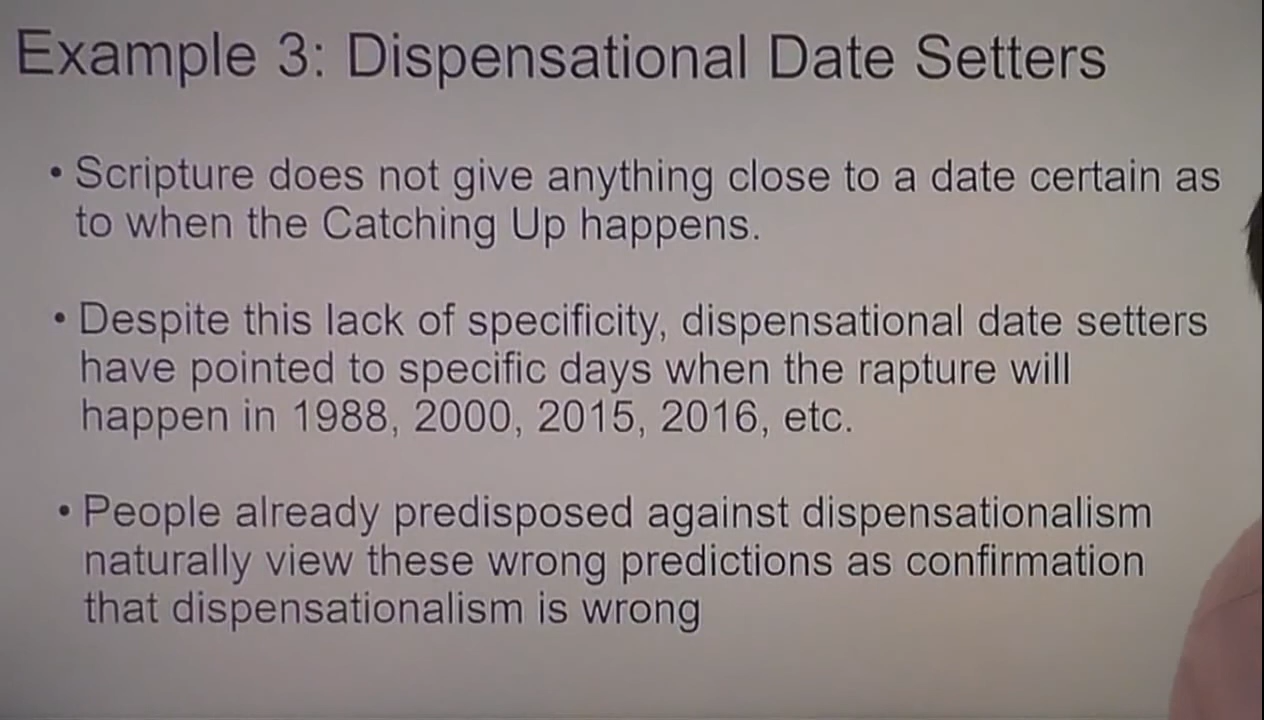 Example 3: Dispensational Date Setters
• Scripture does not give anything close to a date certain as
to when the Catching Up happens.
• Despite this lack of specificity, dispensational date setters
have pointed to specific days when the rapture will
happen in 1988, 2000, 2015, 2016, etc.
• People already predisposed against dispensationalism
naturally view these wrong predictions as confirmation
that dispensationalism is wrong